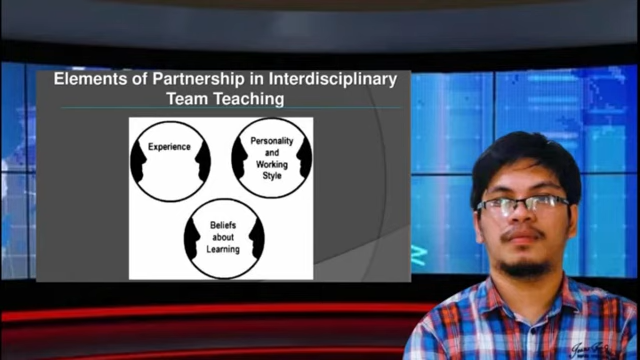 Elements of Partnership in Interdisciplinary
Team Teaching
Experience
Personality
and
Working
Style
Beliefs
about
Learning